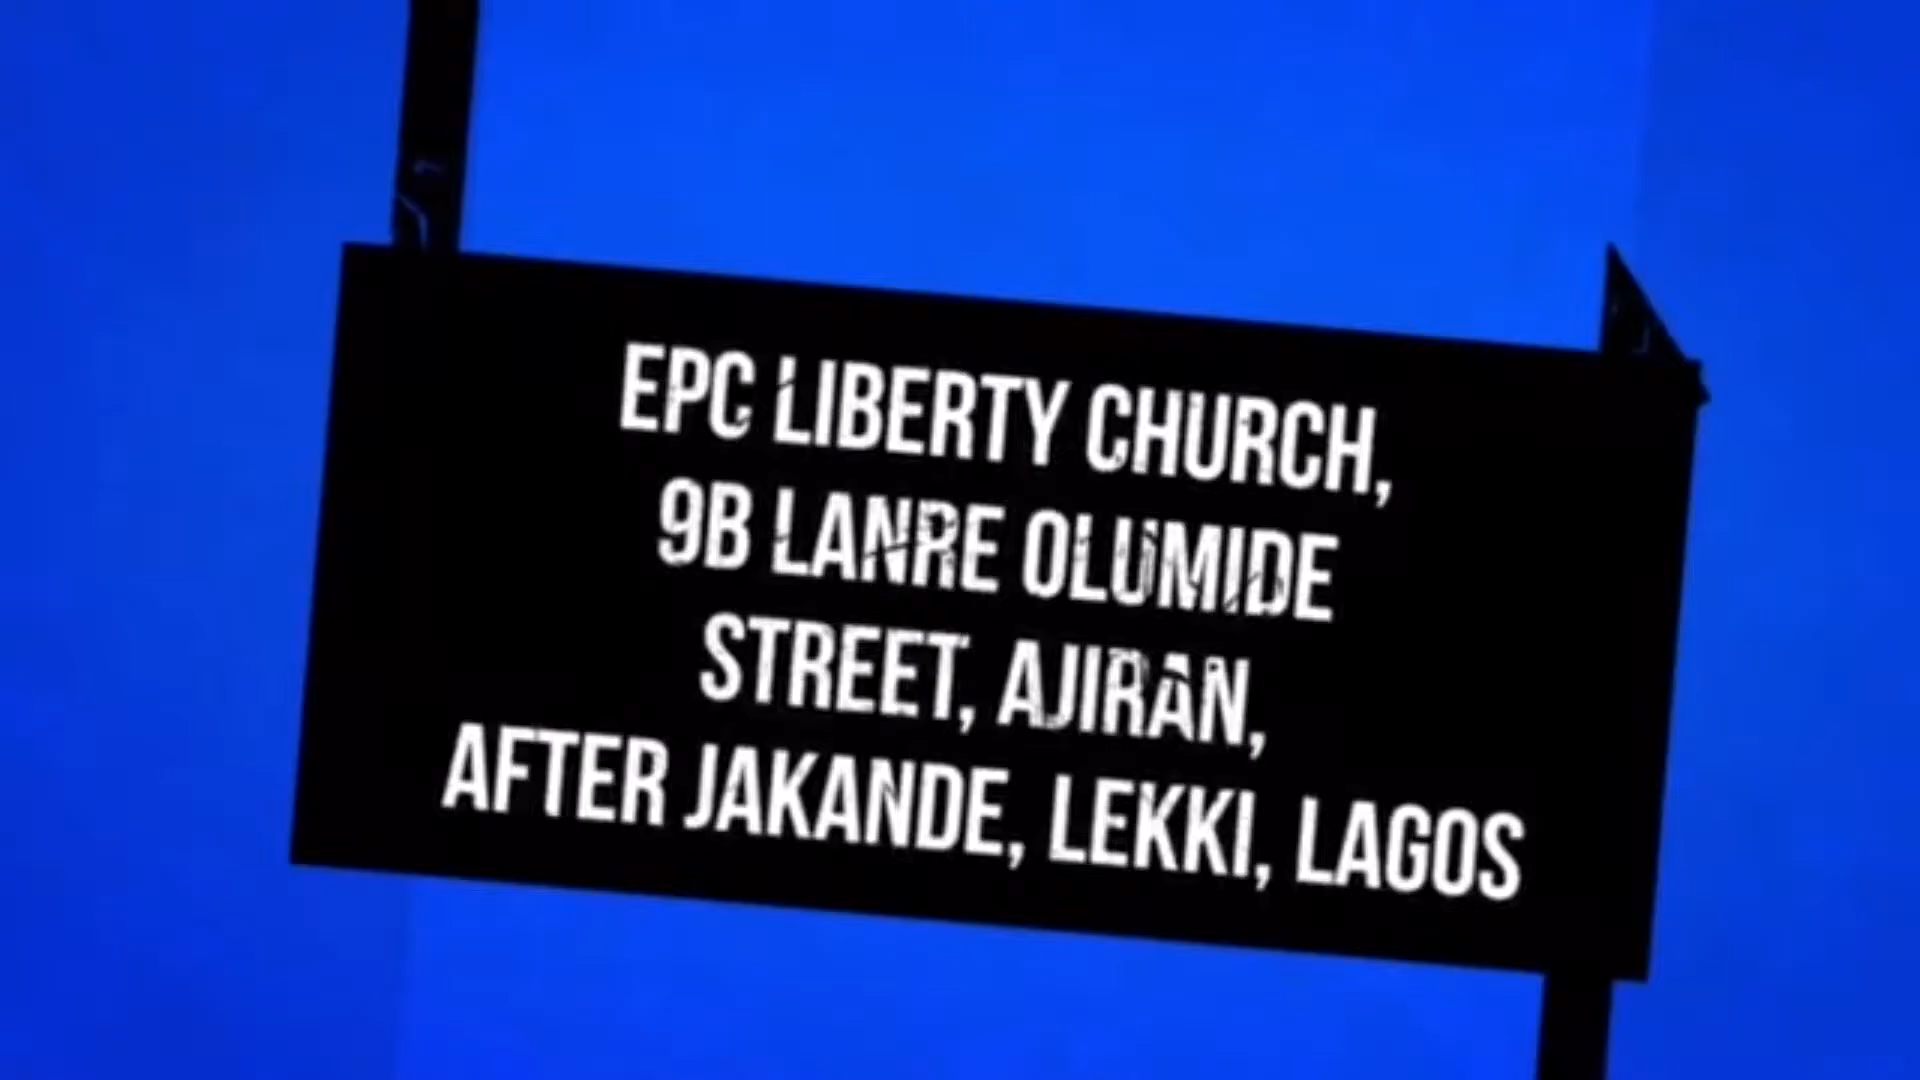 EPC LIBERTY CHURCH,
9B LANRE OLUMIDE
STREET, AJIRAN,
AFTER JAKANDE, LEKKI, LAGOS